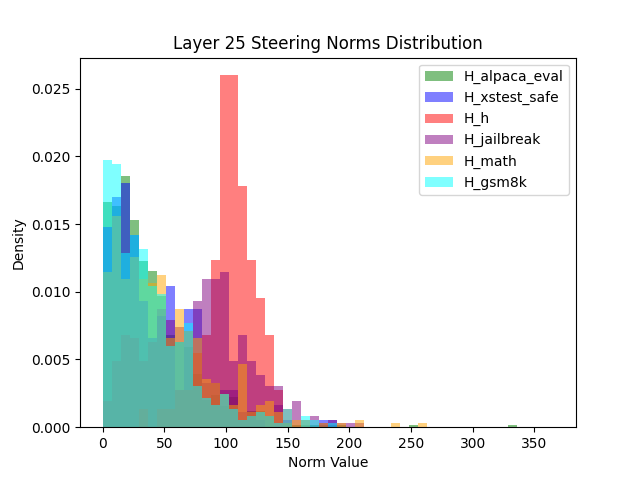 Layer 25 Steering Norms Distribution
H_alpaca_eval
H_xstest_safe
H_h
H_jailbreak
H_math
H_gsm8k
Density
0.025
0.020
0.015
0.010
0.005
0.000
0
50
100
150
200
250
300
350
Norm Value